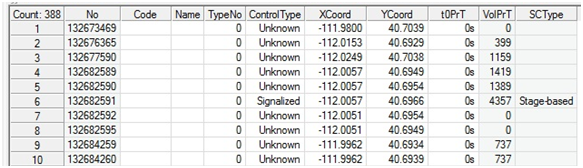 Count: 388 No Code Name TypeNo ControlType XCoord YCoord t0PrT VolPrT SCType
1 132673469 0 Unknown -111.9800 40.7039 0s 0
2 132676365 0 Unknown -112.0153 40.6929 0s 399
3 132677590 0 Unknown -112.0249 40.7038 0s 1159
4 132682589 0 Unknown -112.0057 40.6949 0s 1419
5 132682590 0 Unknown -112.0057 40.6954 0s 1389
6 132682591 0 Signalized -112.0057 40.6966 0s 4357 Stage-based
7 132682592 0 Unknown -112.0051 40.6954 0s 0
8 132682595 0 Unknown -112.0051 40.6949 0s 0
9 132684259 0 Unknown -111.9962 40.6934 0s 737
10 132684260 0 Unknown -111.9962 40.6939 0s 737